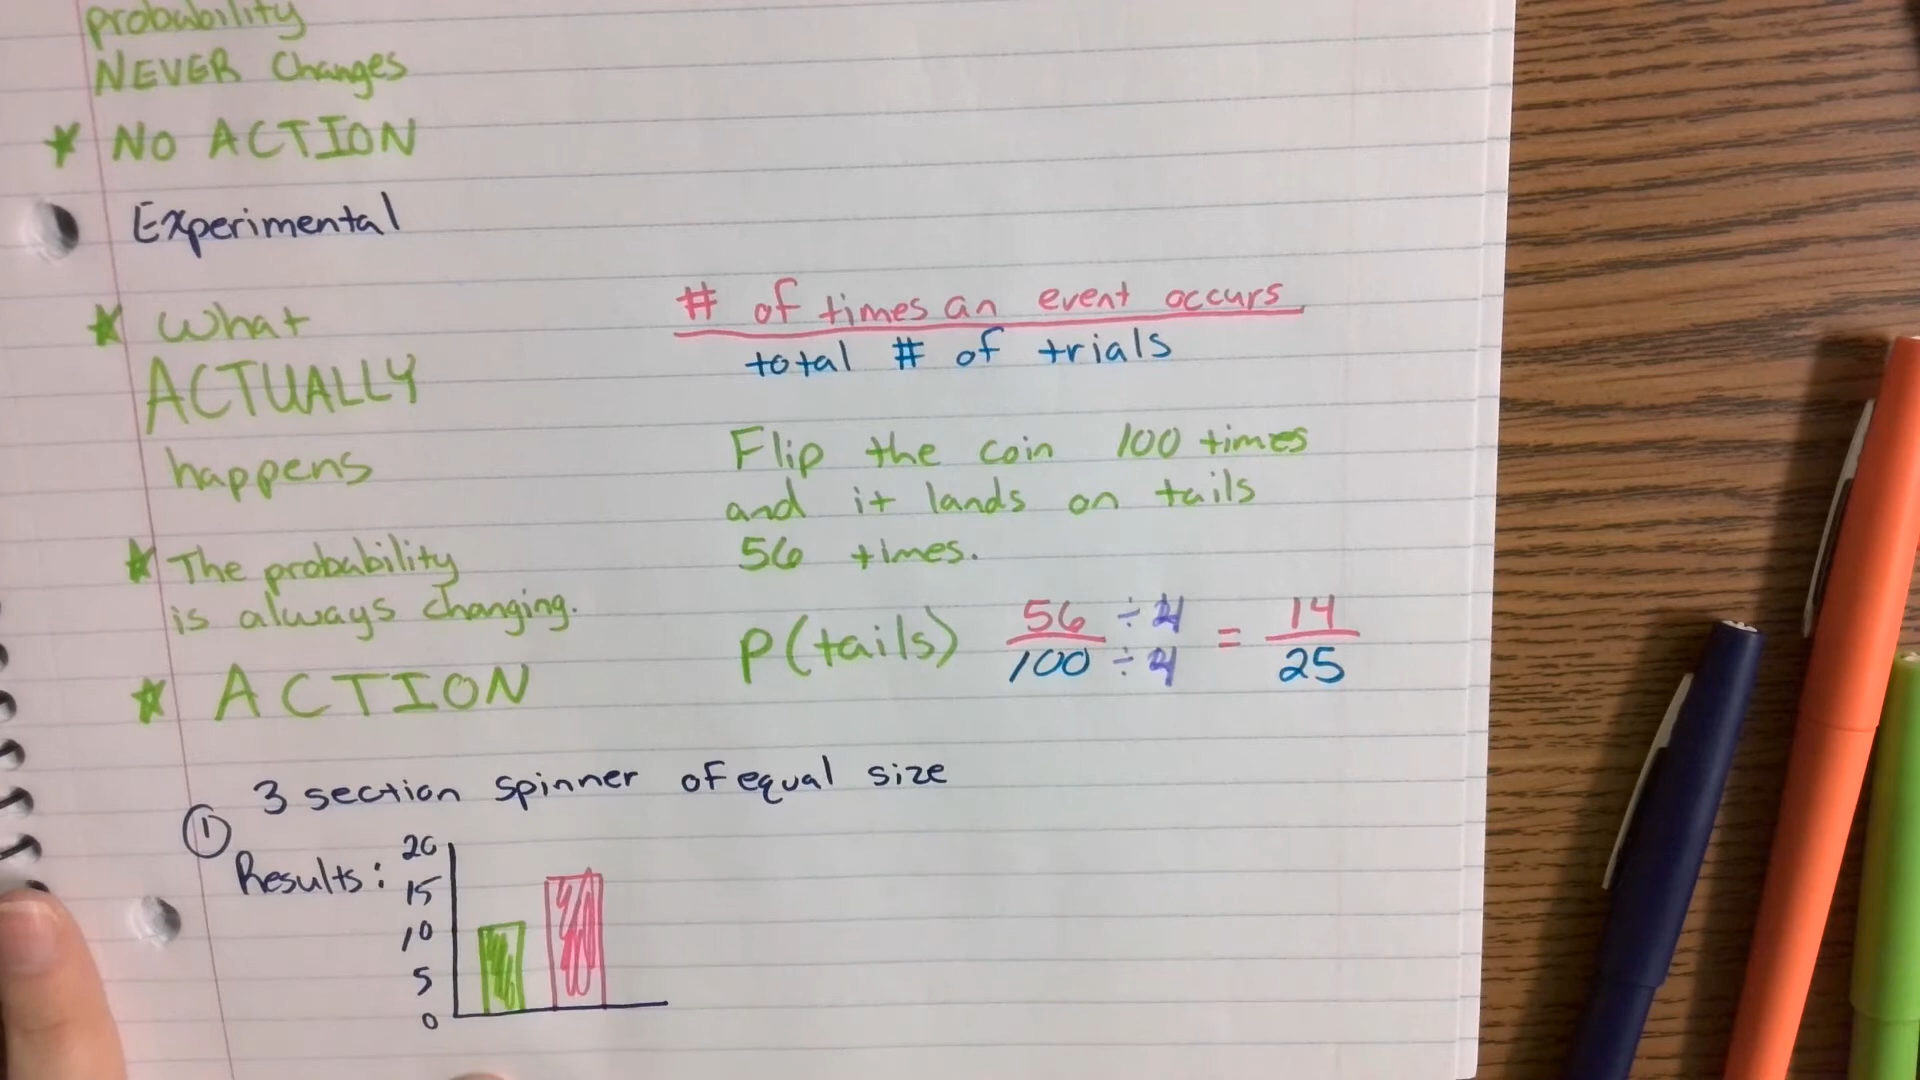 probability
NEVER Changes
NO ACTION
Experimental
What
ACTUALLY
happens
The probability
is always changing.
ACTION
# of times an event occurs
total # of trials
Flip the coin 100 times
and it lands on tails
56 times.
P(tails) 56/100 ÷ 4/÷ 4 = 14/25
3 section spinner of equal size
①
Results:
20
15
10
5
0